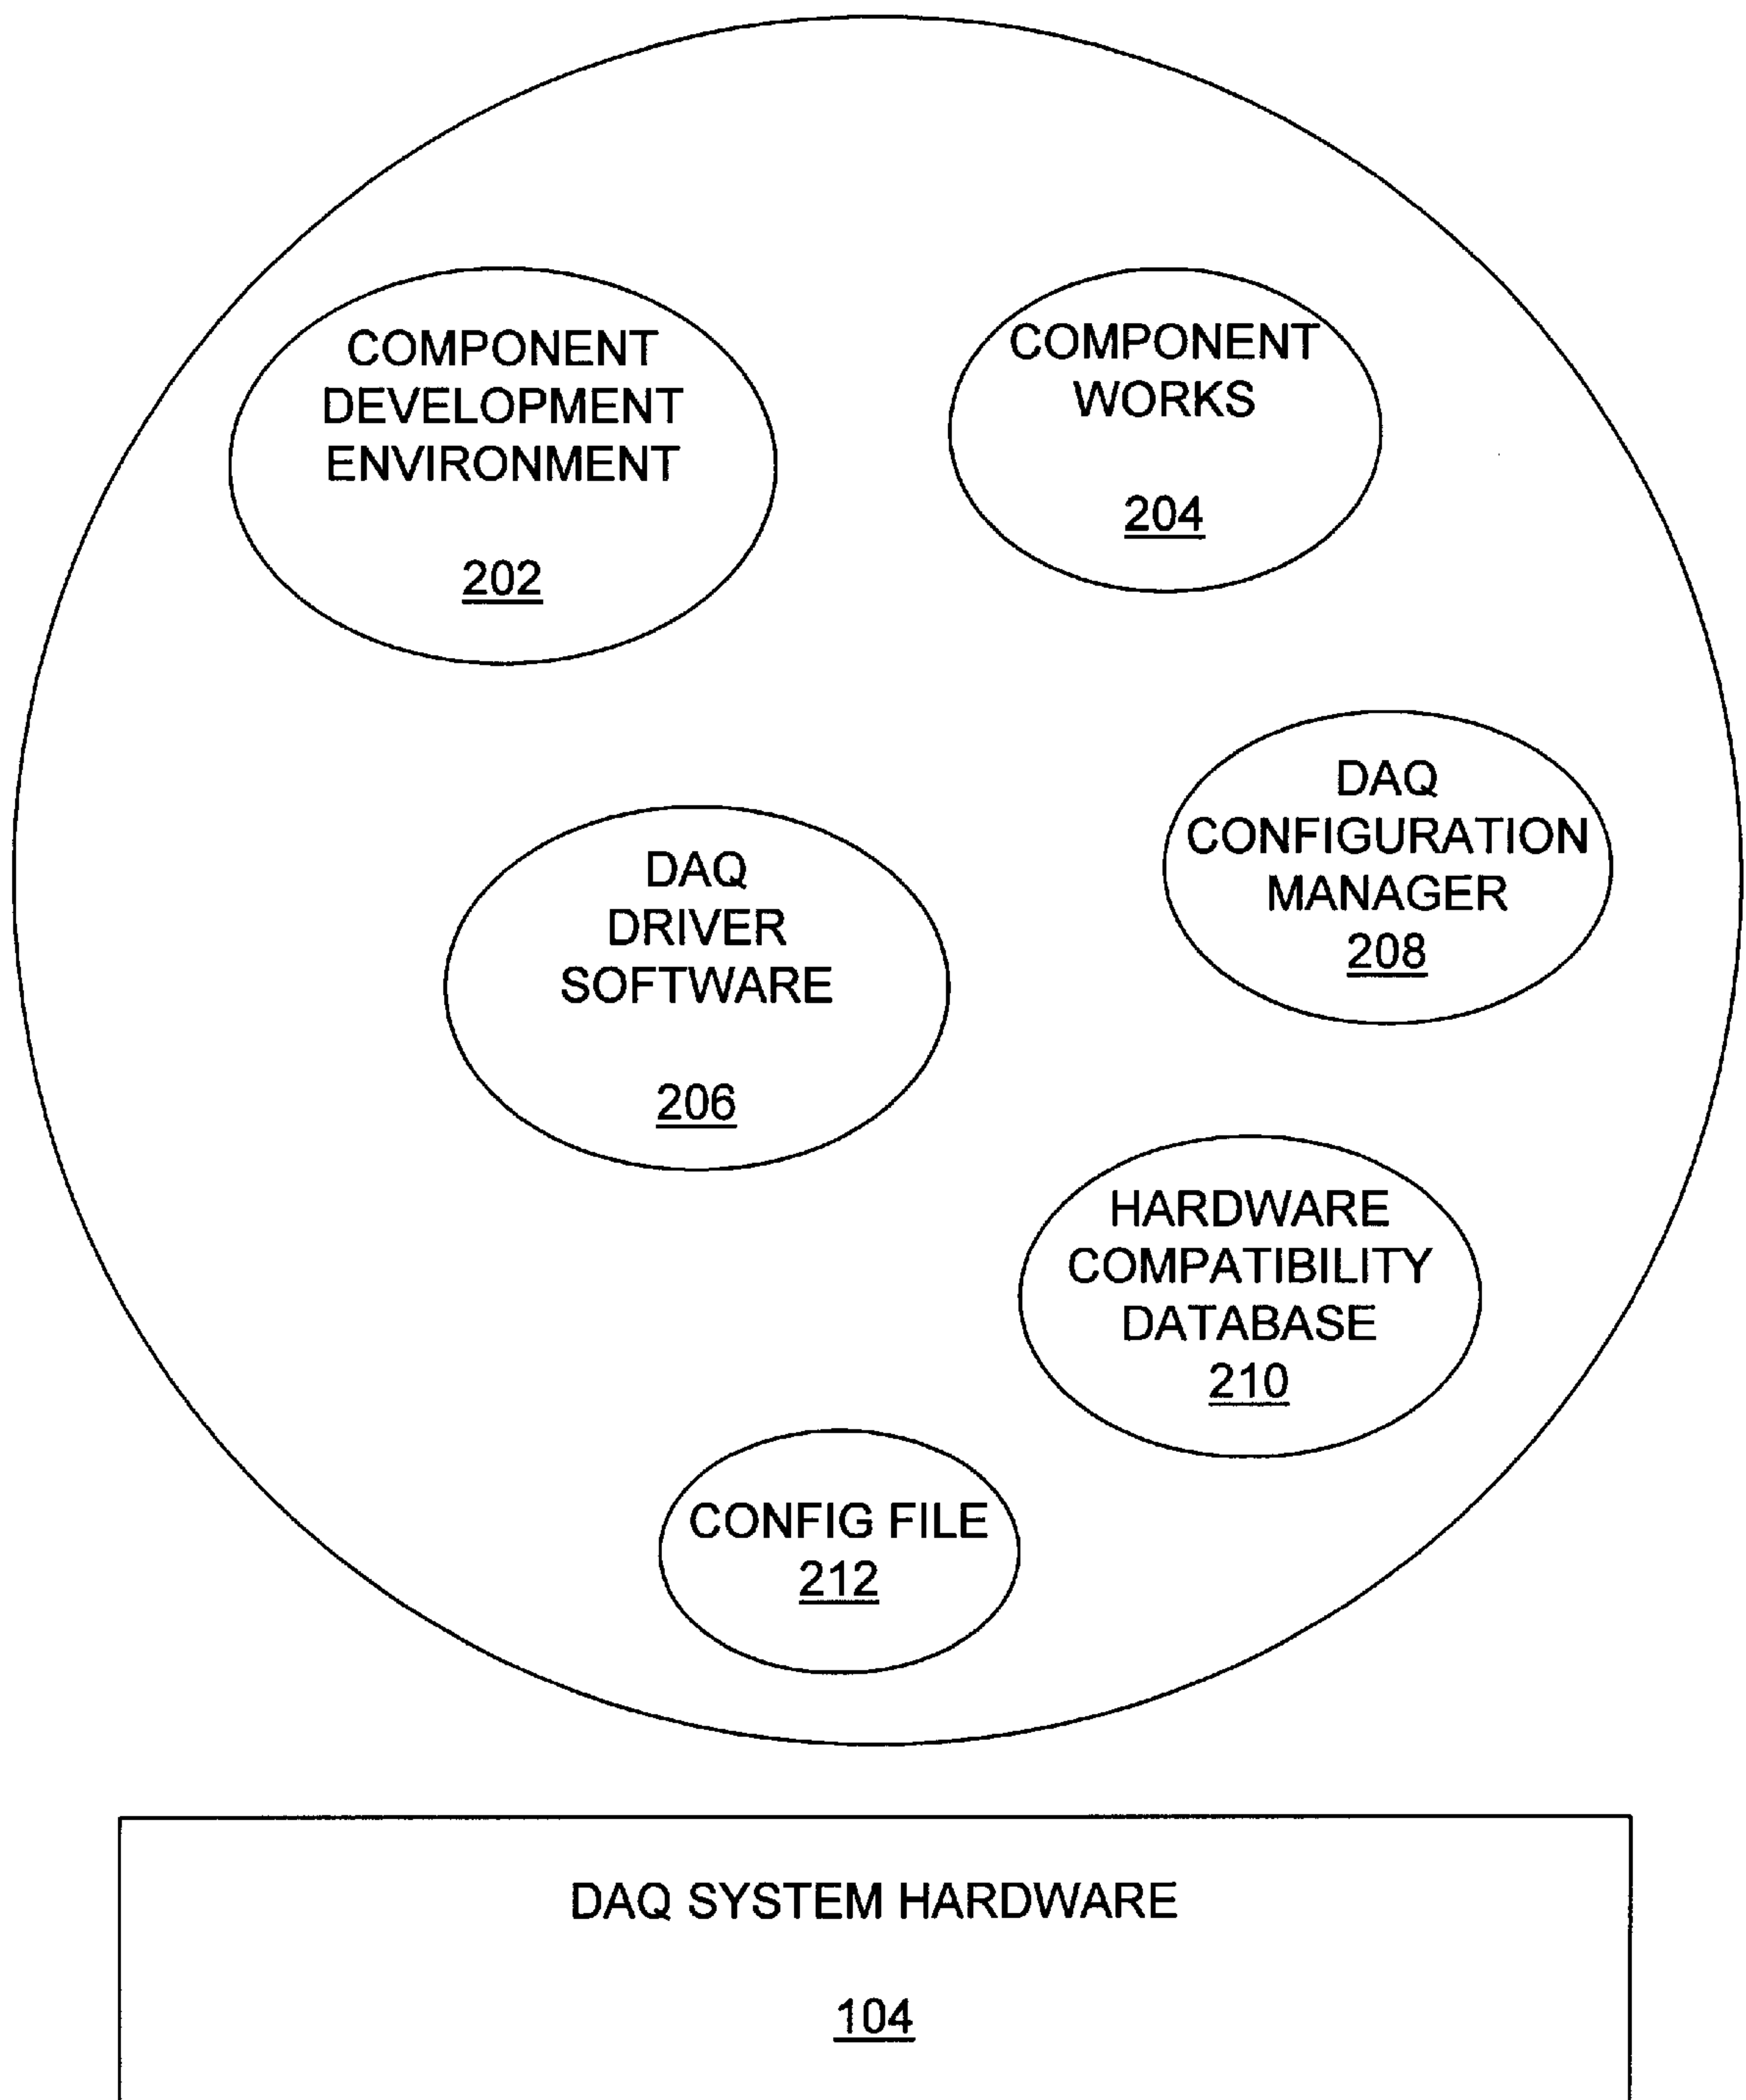 COMPONENT
DEVELOPMENT
ENVIRONMENT
202
COMPONENT
WORKS
204
DAQ
CONFIGURATION
MANAGER
208
DAQ
DRIVER
SOFTWARE
206
HARDWARE
COMPATIBILITY
DATABASE
210
CONFIG FILE
212
DAQ SYSTEM HARDWARE
104